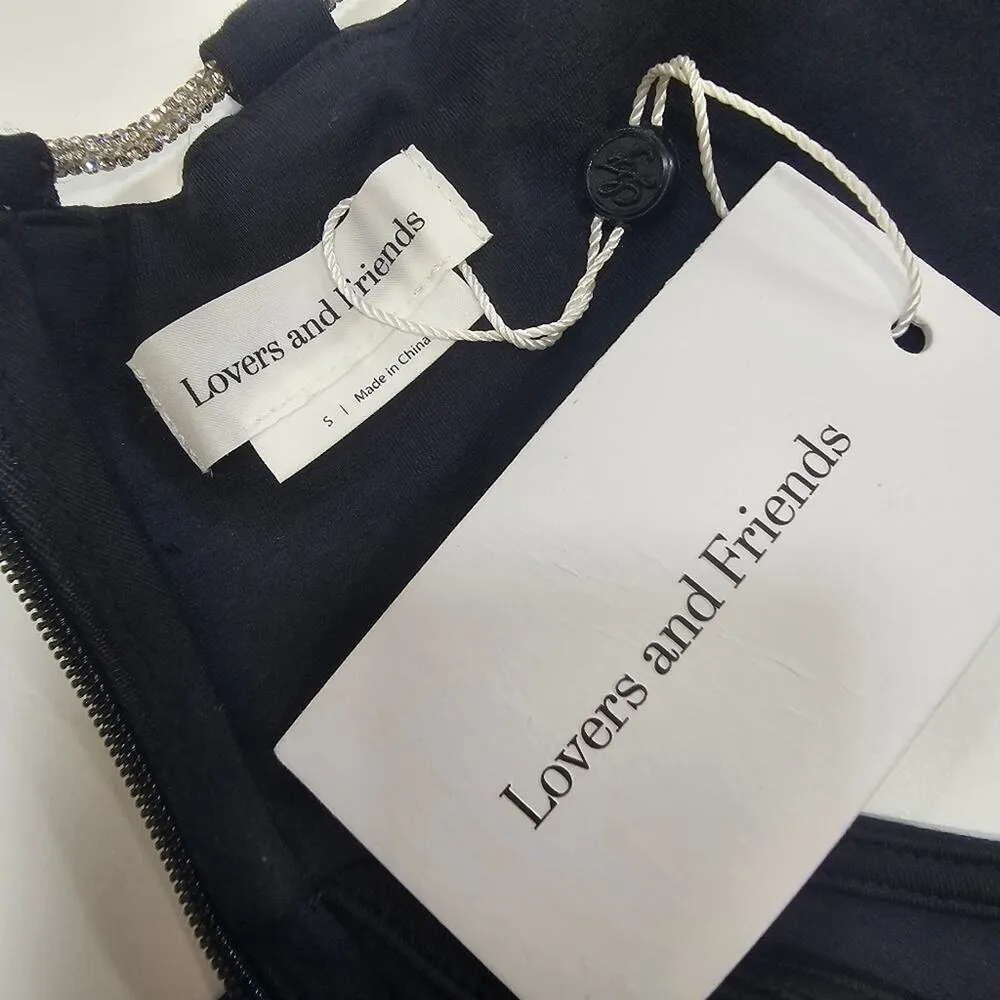 Lovers and Friends
S | Made in China
Lovers and Friends